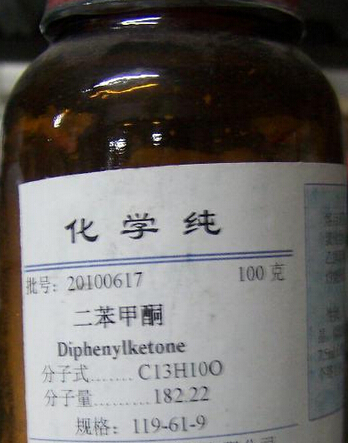 化学纯
批号：20100617 100克
二苯甲酮
Diphenylketone
分子式........C13H10O
分子量.........182.22
规格：119-61-9